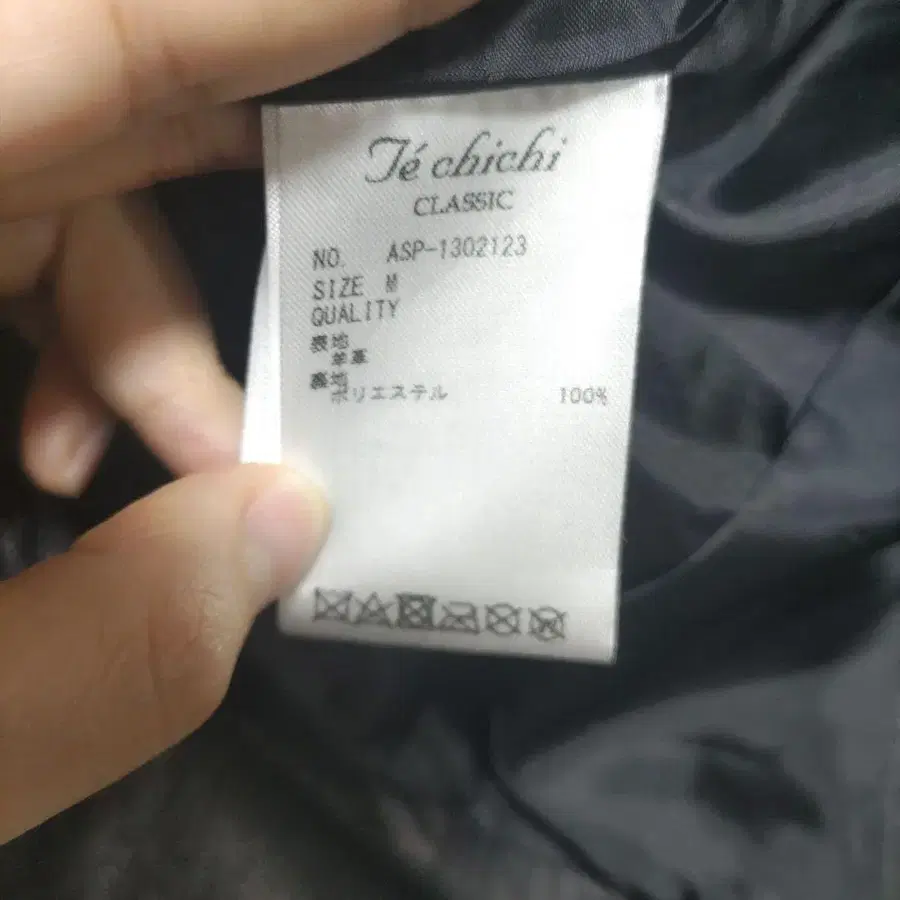 Té chichi
CLASSIC
NO. ASP-1302123
SIZE M
QUALITY
表地
羊革
裏地
ポリエステル 100%